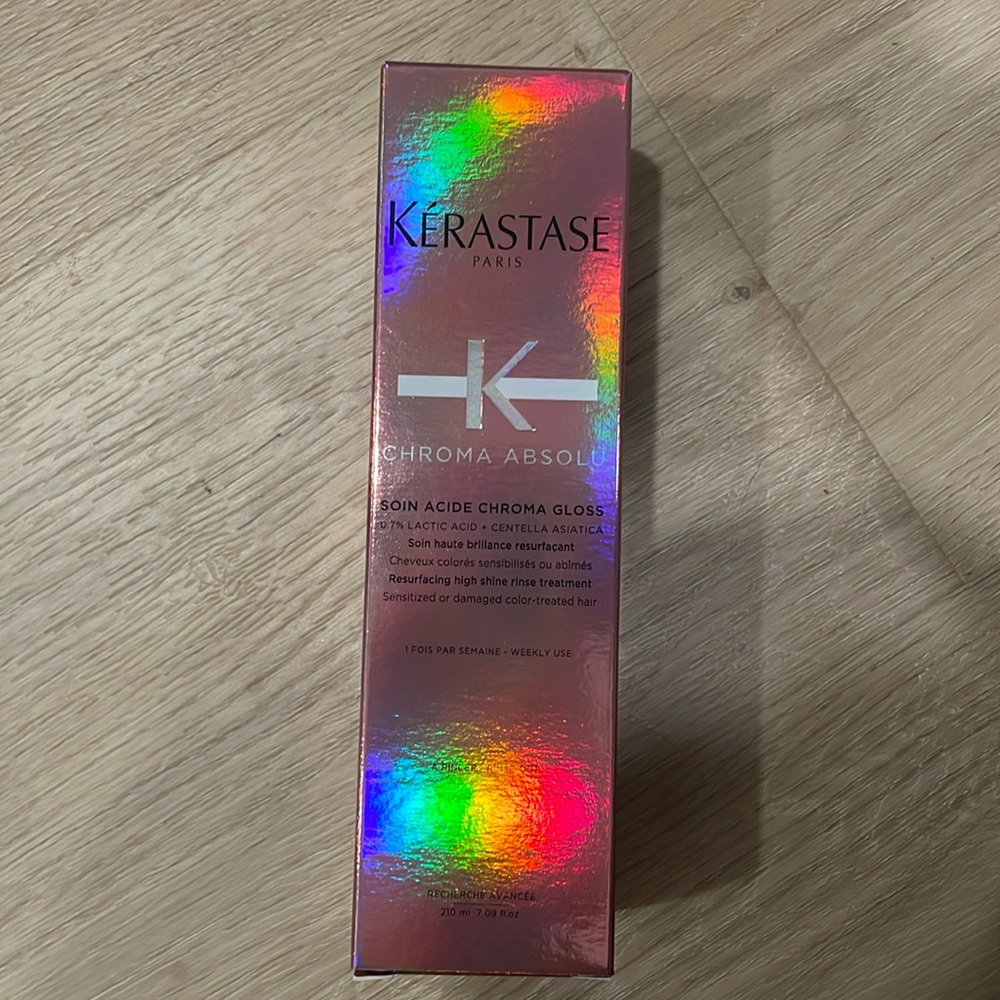 KÉRASTASE
PARIS
K
CHROMA ABSOLU
SOIN ACIDE CHROMA GLOSS
0.7% LACTIC ACID + CENTELLA ASIATICA
Soin haute brillance resurfaçant
Cheveux colorés sensibilisés ou abîmés
Resurfacing high shine rinse treatment
Sensitized or damaged color-treated hair
1 FOIS PAR SEMAINE - WEEKLY USE
À RINCER
RECHERCHE AVANCÉE
210 ml 7.09 fl.oz